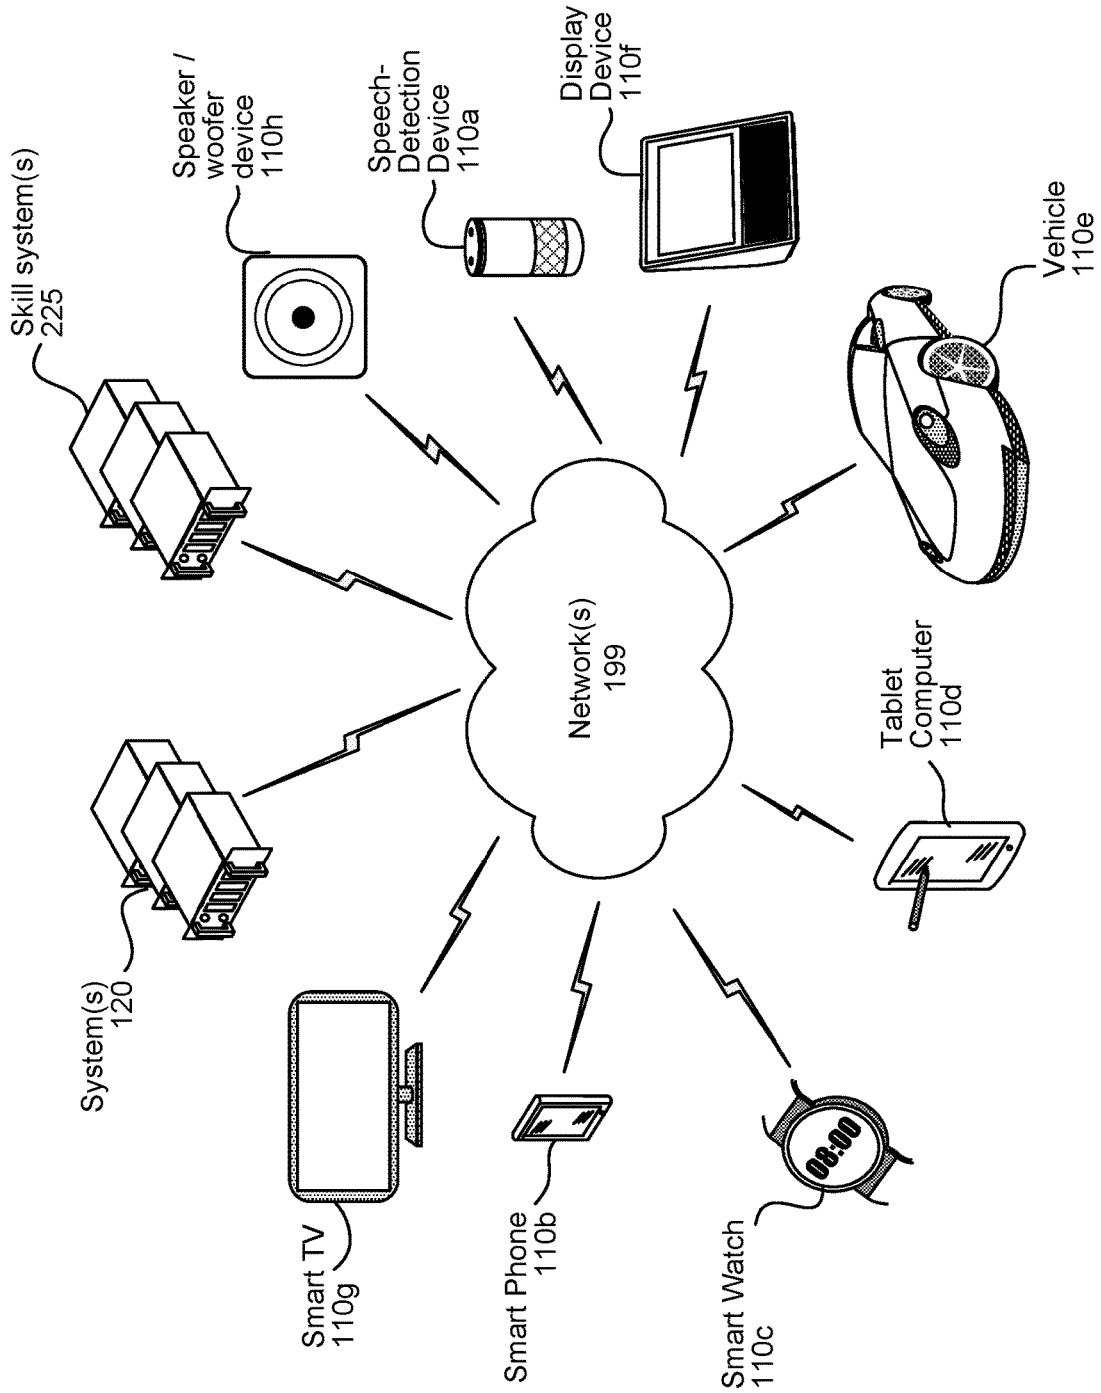 System(s)
120
Skill system(s)
225
Smart TV
110g
Speaker /
woofer
device
110h
Smart Phone
110b
Network(s)
199
Speech-
Detection
Device
110a
Smart Watch
110c
08:00
Tablet
Computer
110d
Display
Device
110f
Vehicle
110e